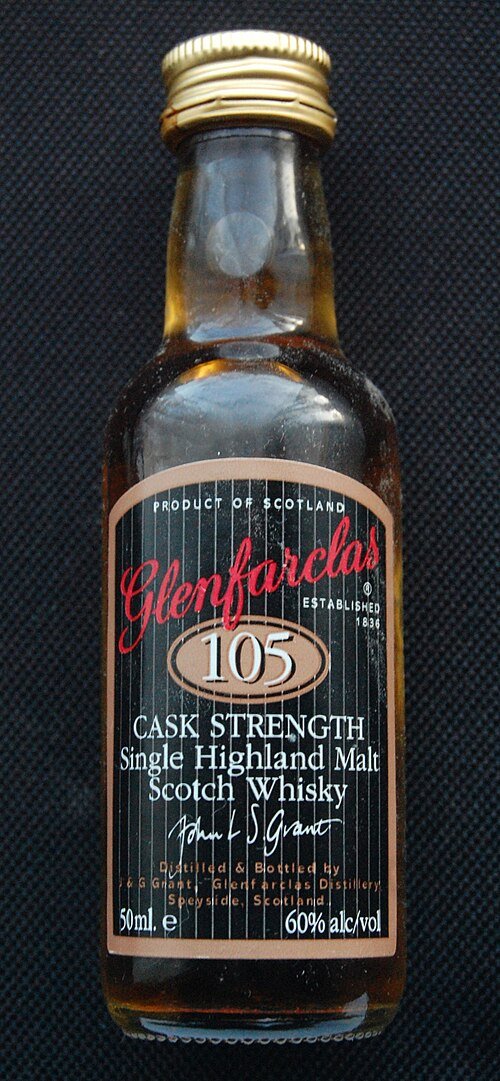 PRODUCT OF SCOTLAND
Glenfarclas
®
ESTABLISHED
1836
105
CASK STRENGTH
Single Highland Malt
Scotch Whisky
John L S. Grant
Distilled & Bottled by
J & G Grant, Glenfarclas Distillery
Speyside, Scotland.
50ml. e 60% alc/vol